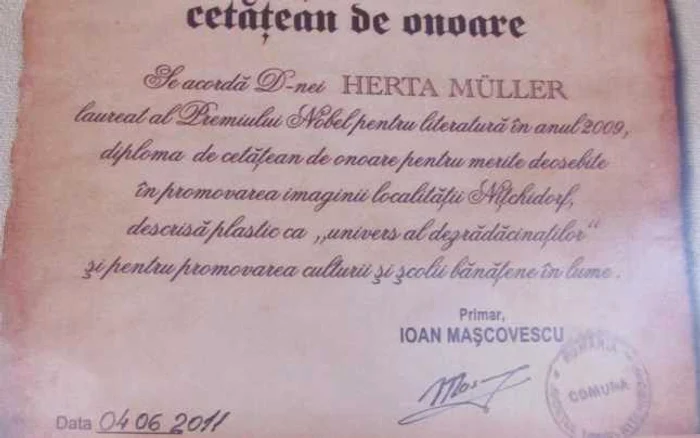 cetățean de onoare
Se acordă D-nei HERTA MÜLLER
laureat al Premiului Nobel pentru literatură în anul 2009,
diploma de cetățean de onoare pentru merite deosebite
în promovarea imaginii localității Nițchidorf,
descrisă plastic ca „univers al dezrădăcinaților“
și pentru promovarea culturii și școlii bănățene în lume.
Primar,
IOAN MAȘCOVESCU
ROMÂNIA
COMUNA
Data 04 06 2011